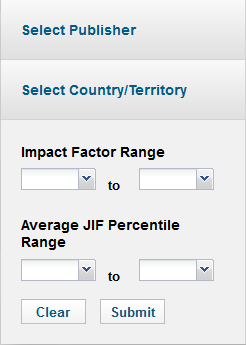 Select Publisher
Select Country/Territory
Impact Factor Range
to
Average JIF Percentile
Range
to
Clear Submit